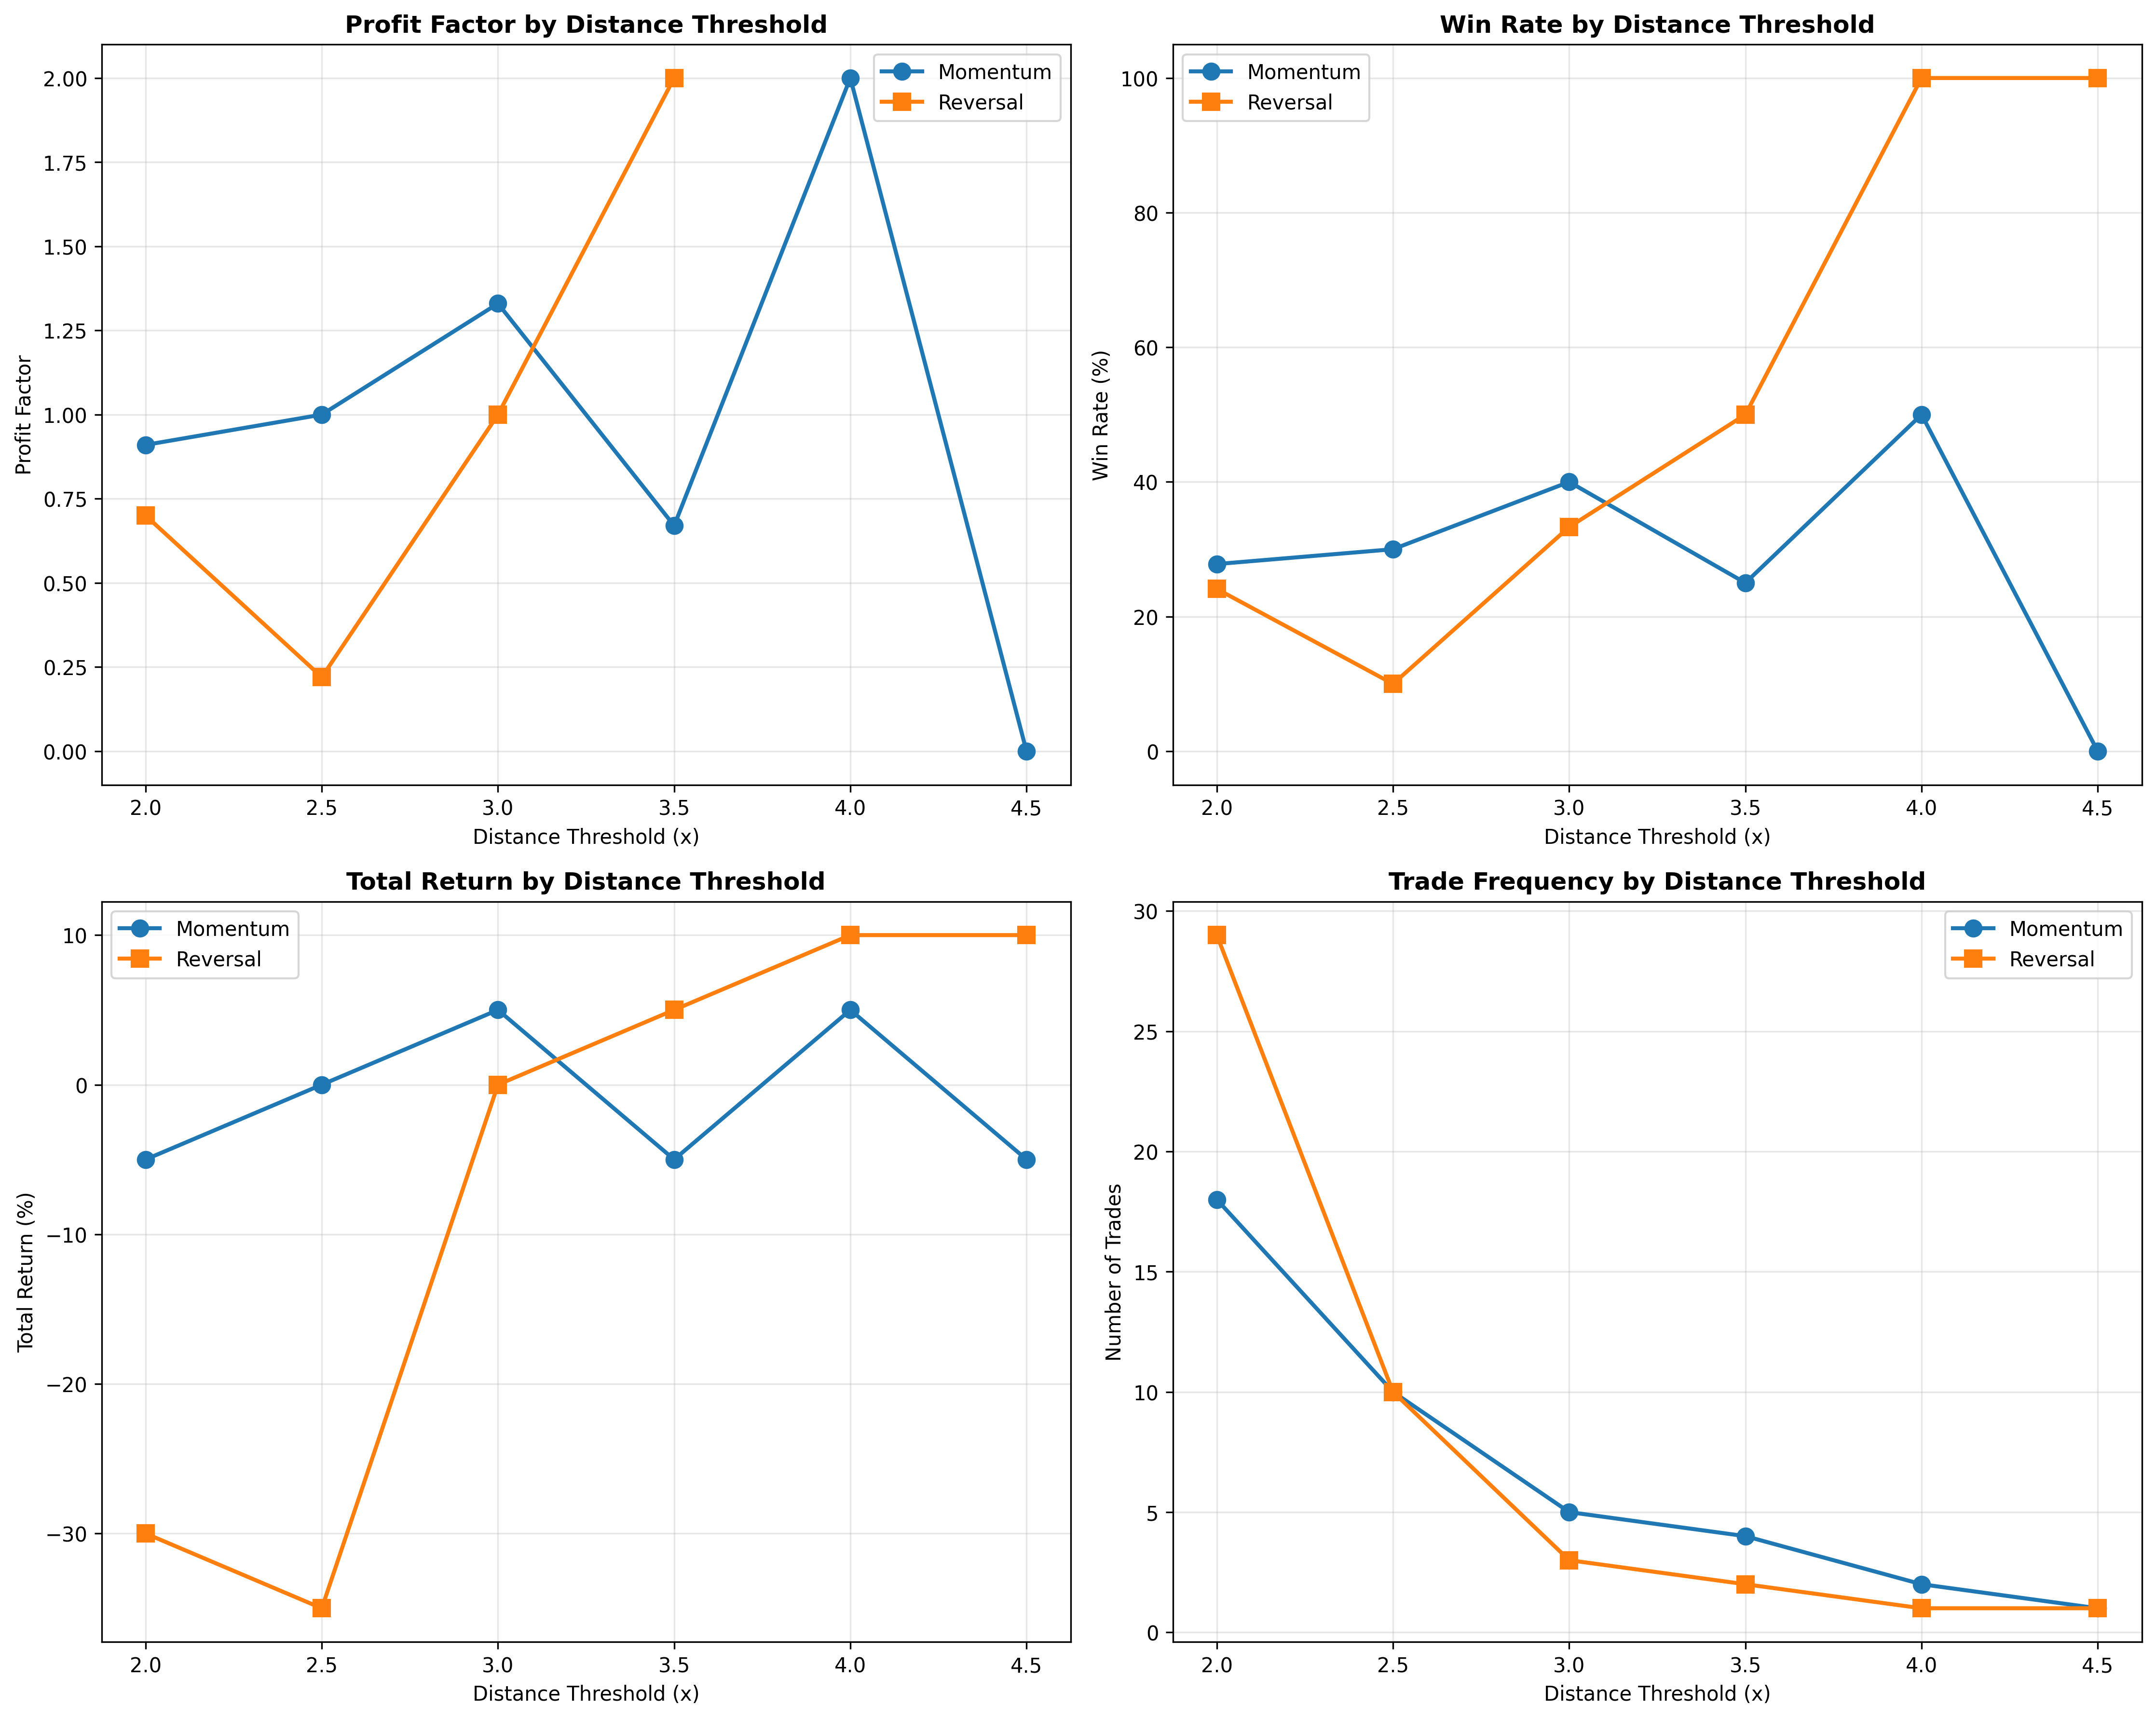 Profit Factor by Distance Threshold
Profit Factor
2.00
1.75
1.50
1.25
1.00
0.75
0.50
0.25
0.00
Momentum
Reversal
2.0 2.5 3.0 3.5 4.0 4.5
Distance Threshold (x)
Win Rate by Distance Threshold
Win Rate (%)
100
80
60
40
20
0
Momentum
Reversal
2.0 2.5 3.0 3.5 4.0 4.5
Distance Threshold (x)
Total Return by Distance Threshold
Total Return (%)
10
0
−10
−20
−30
Momentum
Reversal
2.0 2.5 3.0 3.5 4.0 4.5
Distance Threshold (x)
Trade Frequency by Distance Threshold
Number of Trades
30
25
20
15
10
5
0
Momentum
Reversal
2.0 2.5 3.0 3.5 4.0 4.5
Distance Threshold (x)